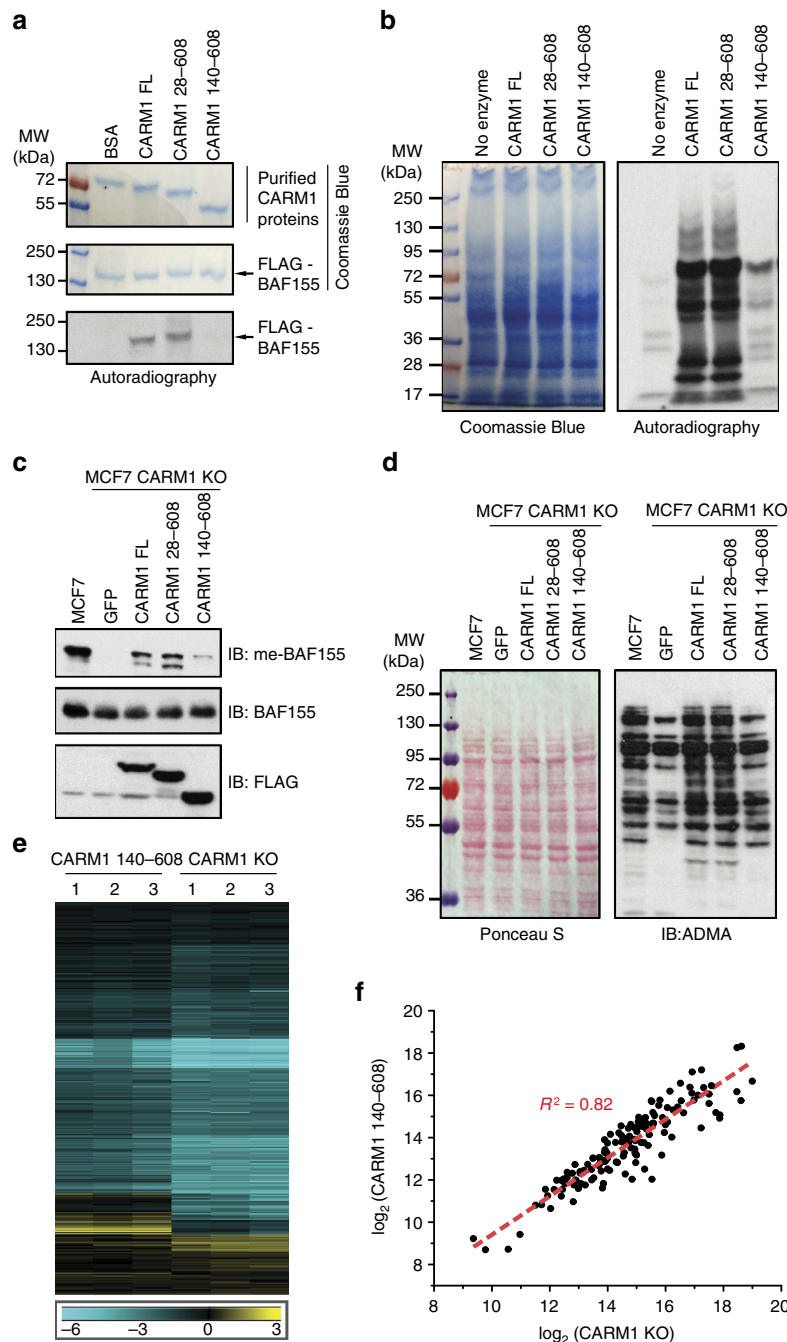 a
MW
(kDa)
BSA
CARM1 FL
CARM1 28–608
CARM1 140–608
72
55
Purified
CARM1
proteins
Coomassie Blue
250
130
FLAG -
BAF155
250
130
FLAG -
BAF155
Autoradiography
b
MW
(kDa)
No enzyme
CARM1 FL
CARM1 28–608
CARM1 140–608
No enzyme
CARM1 FL
CARM1 28–608
CARM1 140–608
250
130
95
72
55
36
28
17
Coomassie Blue
Autoradiography
c
MCF7 CARM1 KO
MCF7
GFP
CARM1 FL
CARM1 28–608
CARM1 140–608
IB: me-BAF155
IB: BAF155
IB: FLAG
d
MCF7 CARM1 KO
MCF7 CARM1 KO
MW
(kDa)
MCF7
GFP
CARM1 FL
CARM1 28–608
CARM1 140–608
MCF7
GFP
CARM1 FL
CARM1 28–608
CARM1 140–608
250
130
95
72
55
36
Ponceau S
IB:ADMA
e
CARM1 140–608
CARM1 KO
1 2 3 1 2 3
–6 –3 0 3
f
log2 (CARM1 140–608)
20
18
16
14
12
10
8
R² = 0.82
8 10 12 14 16 18 20
log2 (CARM1 KO)